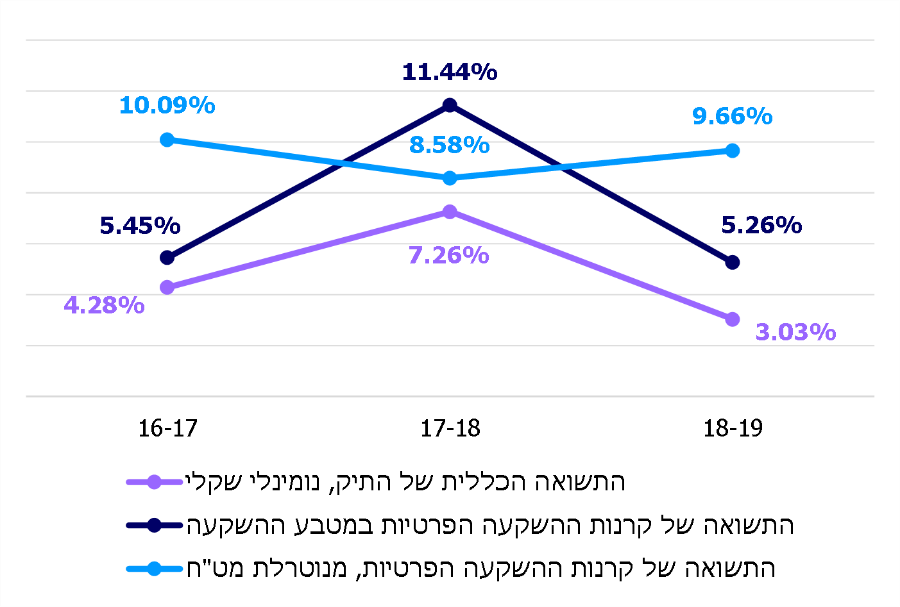 11.44%
10.09%
9.66%
8.58%
5.45%
5.26%
7.26%
4.28%
3.03%
16-17 17-18 18-19
התשואה הכללית של התיק, נומינלי שקלי
התשואה של קרנות ההשקעה הפרטיות במטבע ההשקעה
התשואה של קרנות ההשקעה הפרטיות, מנוטרלת מט"ח